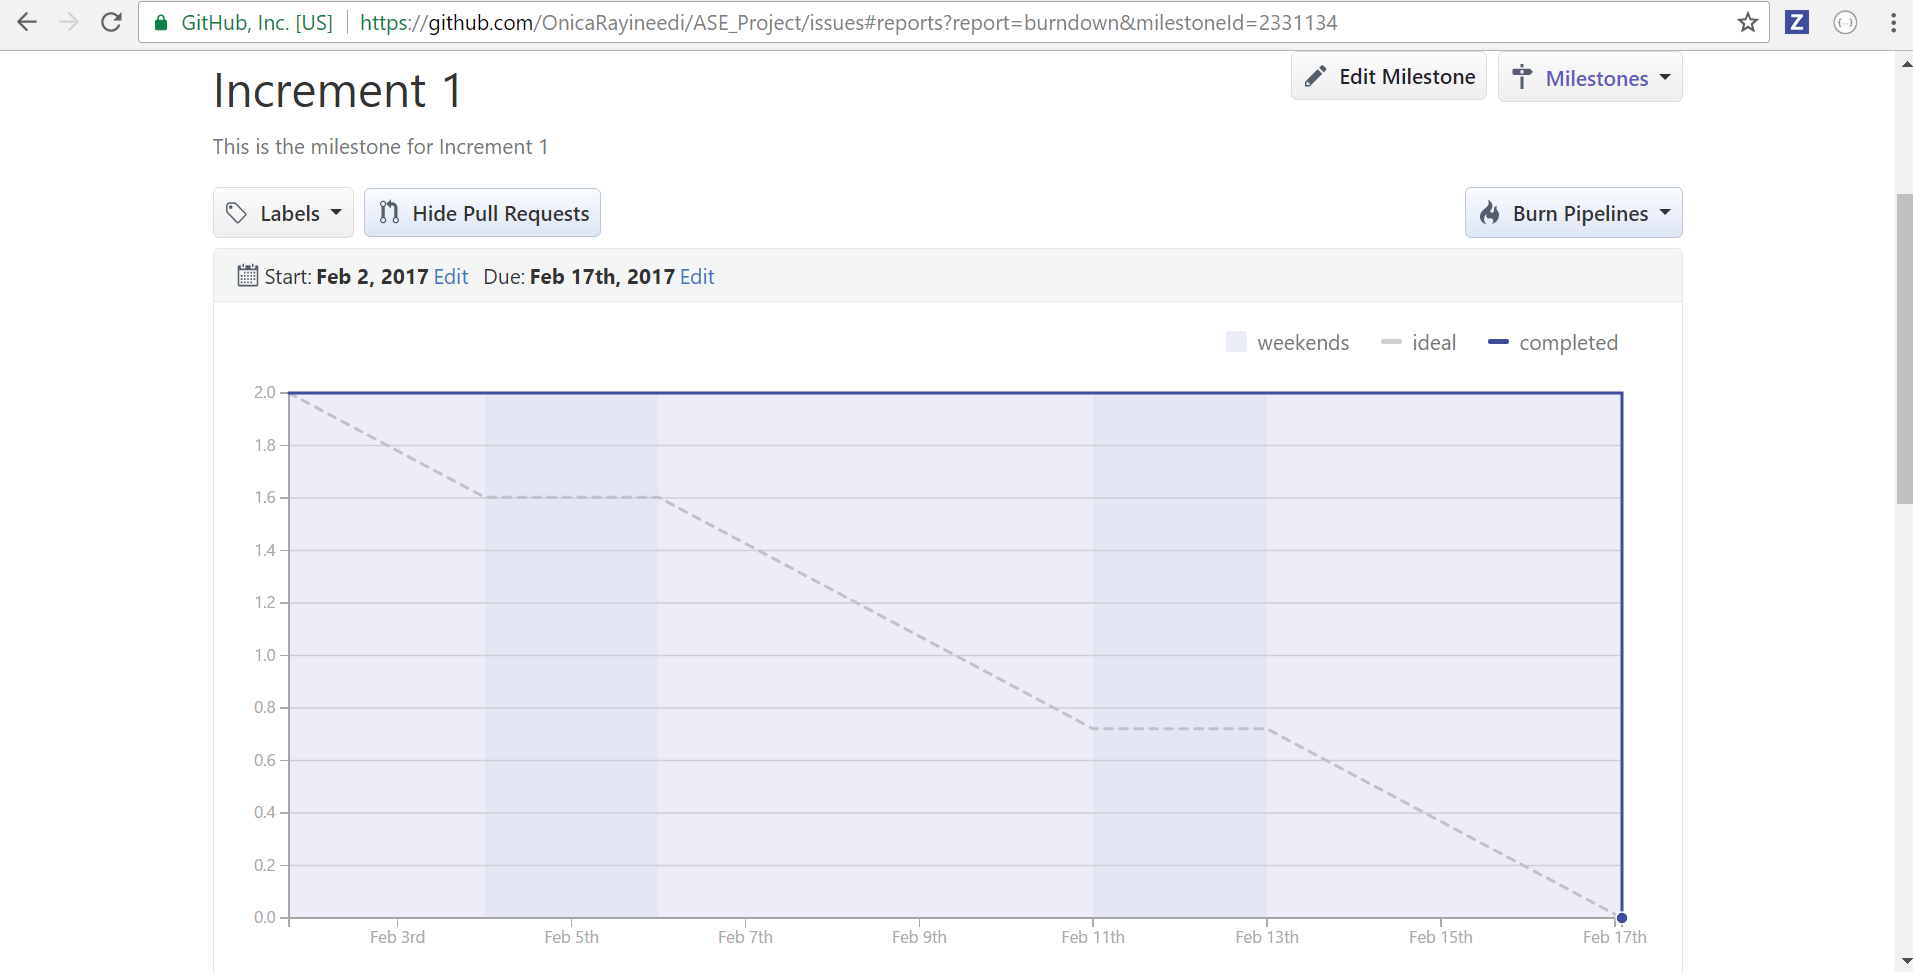 GitHub, Inc. [US] https://github.com/OnicaRayineedi/ASE_Project/issues#reports?report=burndown&milestoneId=2331134
Z
{···}
Increment 1
Edit Milestone
Milestones
This is the milestone for Increment 1
Labels
Hide Pull Requests
Burn Pipelines
Start: Feb 2, 2017 Edit Due: Feb 17th, 2017 Edit
weekends ideal completed
2.0
1.8
1.6
1.4
1.2
1.0
0.8
0.6
0.4
0.2
0.0
Feb 3rd Feb 5th Feb 7th Feb 9th Feb 11th Feb 13th Feb 15th Feb 17th